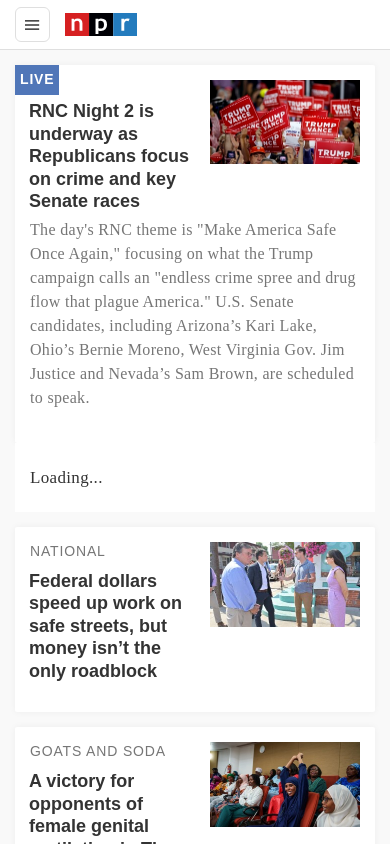 npr
LIVE
RNC Night 2 is
underway as
Republicans focus
on crime and key
Senate races
TRUMP
VANCE
TRUMP
VANCE
TRUMP
VANCE
TRUMP
The day's RNC theme is "Make America Safe
Once Again," focusing on what the Trump
campaign calls an "endless crime spree and drug
flow that plague America." U.S. Senate
candidates, including Arizona’s Kari Lake,
Ohio’s Bernie Moreno, West Virginia Gov. Jim
Justice and Nevada’s Sam Brown, are scheduled
to speak.
Loading...
NATIONAL
Federal dollars
speed up work on
safe streets, but
money isn’t the
only roadblock
GOATS AND SODA
A victory for
opponents of
female genital